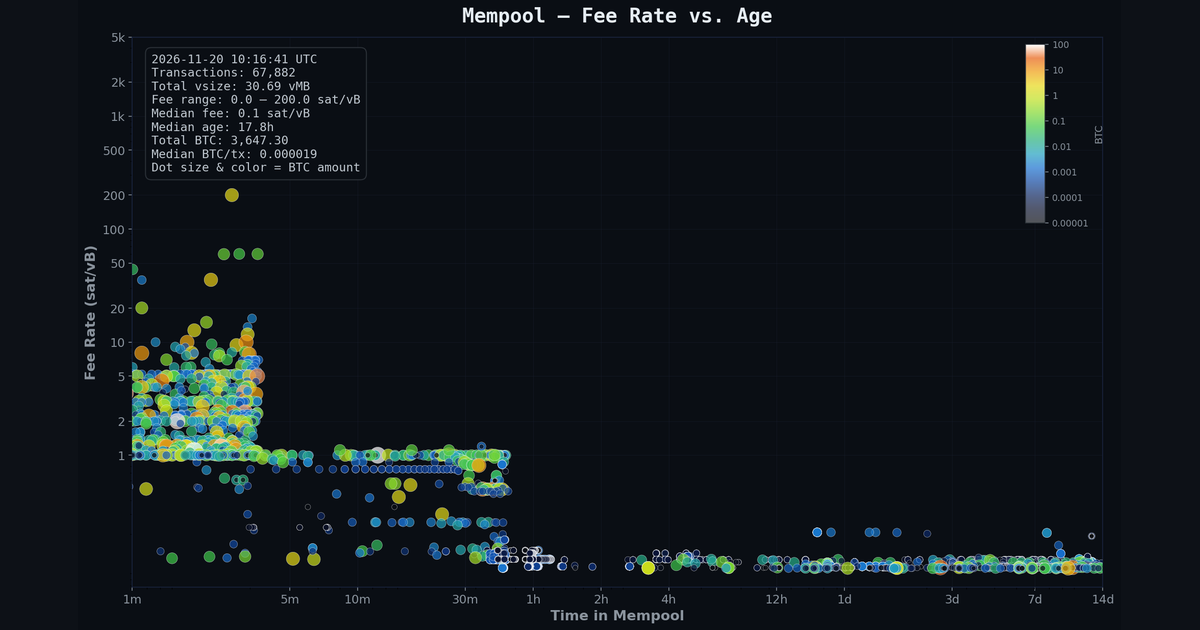 Mempool — Fee Rate vs. Age
5k
2k
1k
500
200
100
50
20
10
5
2
1
Fee Rate (sat/vB)
2026-11-20 10:16:41 UTC
Transactions: 67,882
Total vsize: 30.69 vMB
Fee range: 0.0 — 200.0 sat/vB
Median fee: 0.1 sat/vB
Median age: 17.8h
Total BTC: 3,647.30
Median BTC/tx: 0.000019
Dot size & color = BTC amount
100
10
1
0.1
0.01
0.001
0.0001
0.00001
BTC
1m
5m
10m
30m
1h
2h
4h
12h
1d
3d
7d
14d
Time in Mempool